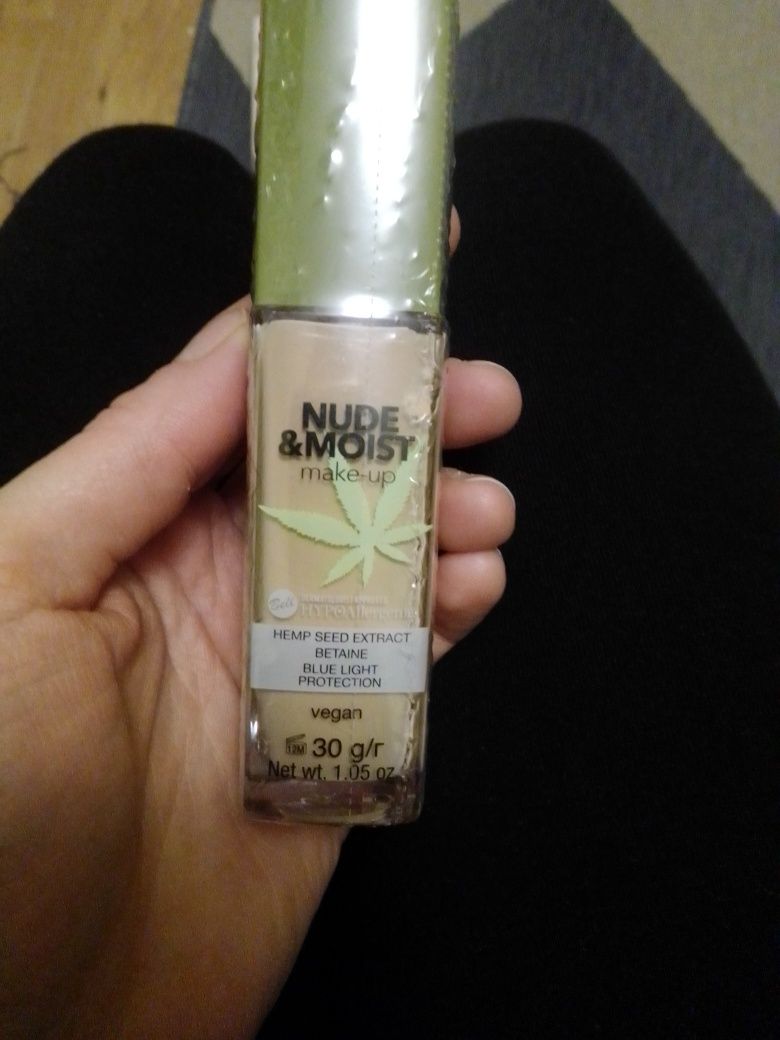 NUDE
&MOIST
make-up
Bell
HYPOAllergenic
HEMP SEED EXTRACT
BETAINE
BLUE LIGHT
PROTECTION
vegan
12M 30 g/г
Net wt. 1.05 oz